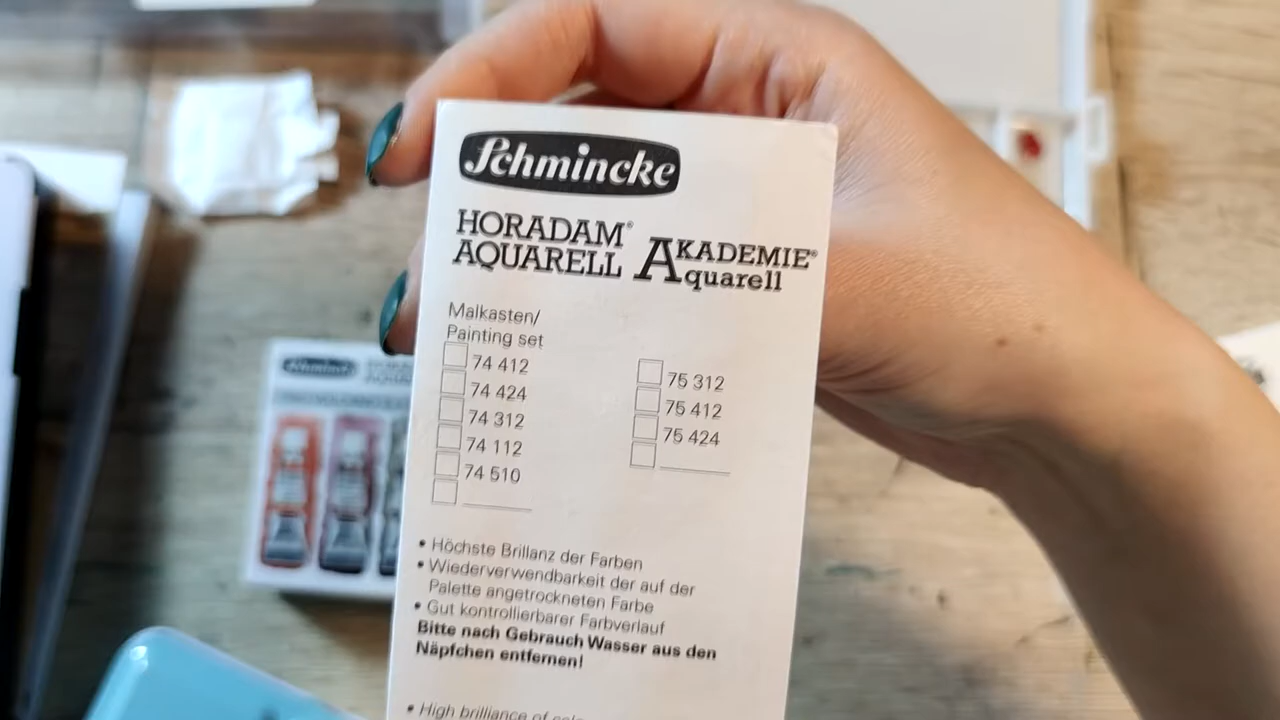 Schmincke
HORADAM®
AQUARELL
AKADEMIE®
Aquarell
Malkasten/
Painting set
74 412
74 424
74 312
74 112
74 510
75 312
75 412
75 424
• Höchste Brillanz der Farben
• Wiederverwendbarkeit der auf der
Palette angetrockneten Farbe
• Gut kontrollierbarer Farbverlauf
Bitte nach Gebrauch Wasser aus den
Näpfchen entfernen!
• High brilliance of
Schmincke